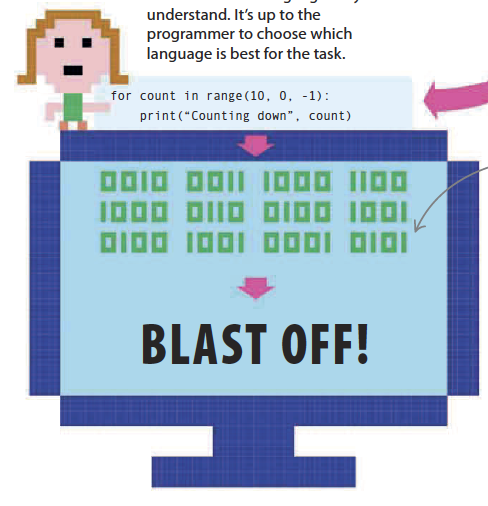 understand. It’s up to the
programmer to choose which
language is best for the task.
for count in range(10, 0, -1):
print(“Counting down”, count)
0010 0011 1000 1100
1000 0110 0100 1001
0100 1001 0001 0101
BLAST OFF!